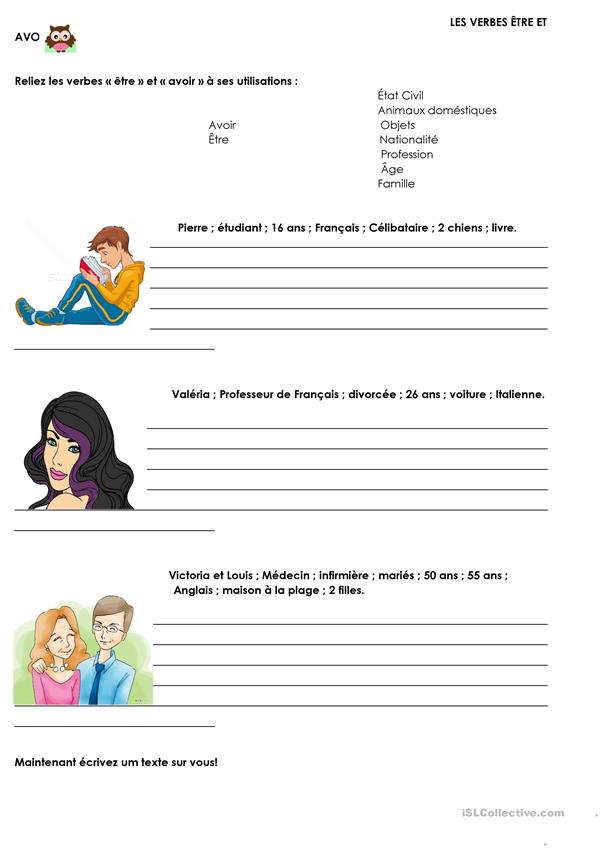 LES VERBES ÊTRE ET
AVO
Reliez les verbes « être » et « avoir » à ses utilisations :
État Civil
Animaux doméstiques
Avoir Objets
Être Nationalité
Profession
Âge
Famille
Pierre ; étudiant ; 16 ans ; Français ; Célibataire ; 2 chiens ; livre.
Valéria ; Professeur de Français ; divorcée ; 26 ans ; voiture ; Italienne.
Victoria et Louis ; Médecin ; infirmière ; mariés ; 50 ans ; 55 ans ;
Anglais ; maison à la plage ; 2 filles.
Maintenant écrivez um texte sur vous!
iSLCollective.com